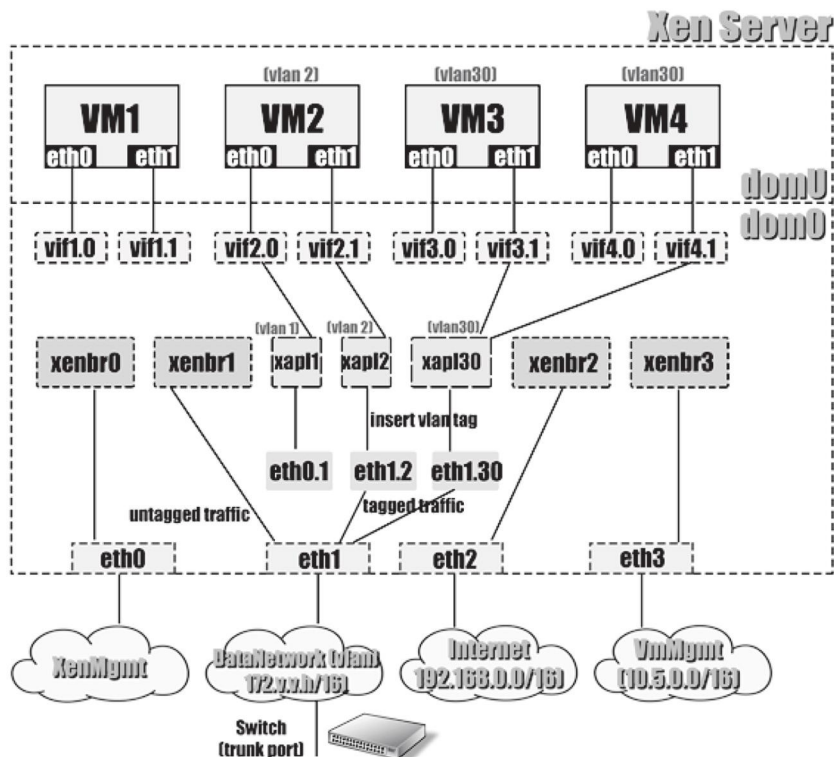 Xen Server
(vlan 2)
(vlan30)
(vlan30)
VM1
VM2
VM3
VM4
eth0 eth1
eth0 eth1
eth0 eth1
eth0 eth1
domU
dom0
vif1.0 vif1.1 vif2.0 vif2.1 vif3.0 vif3.1 vif4.0 vif4.1
(vlan 1) (vlan 2) (vlan30)
xenbr0 xenbr1 xapI1 xapI2 xapI30 xenbr2 xenbr3
insert vlan tag
eth0.1 eth1.2 eth1.30
untagged traffic
tagged traffic
eth0 eth1 eth2 eth3
XenMgmt
DataNetwork (vlan)
172.v.v.h/16)
Internet
192.168.0.0/16)
VmMgmt
(10.5.0.0/16)
Switch
(trunk port)